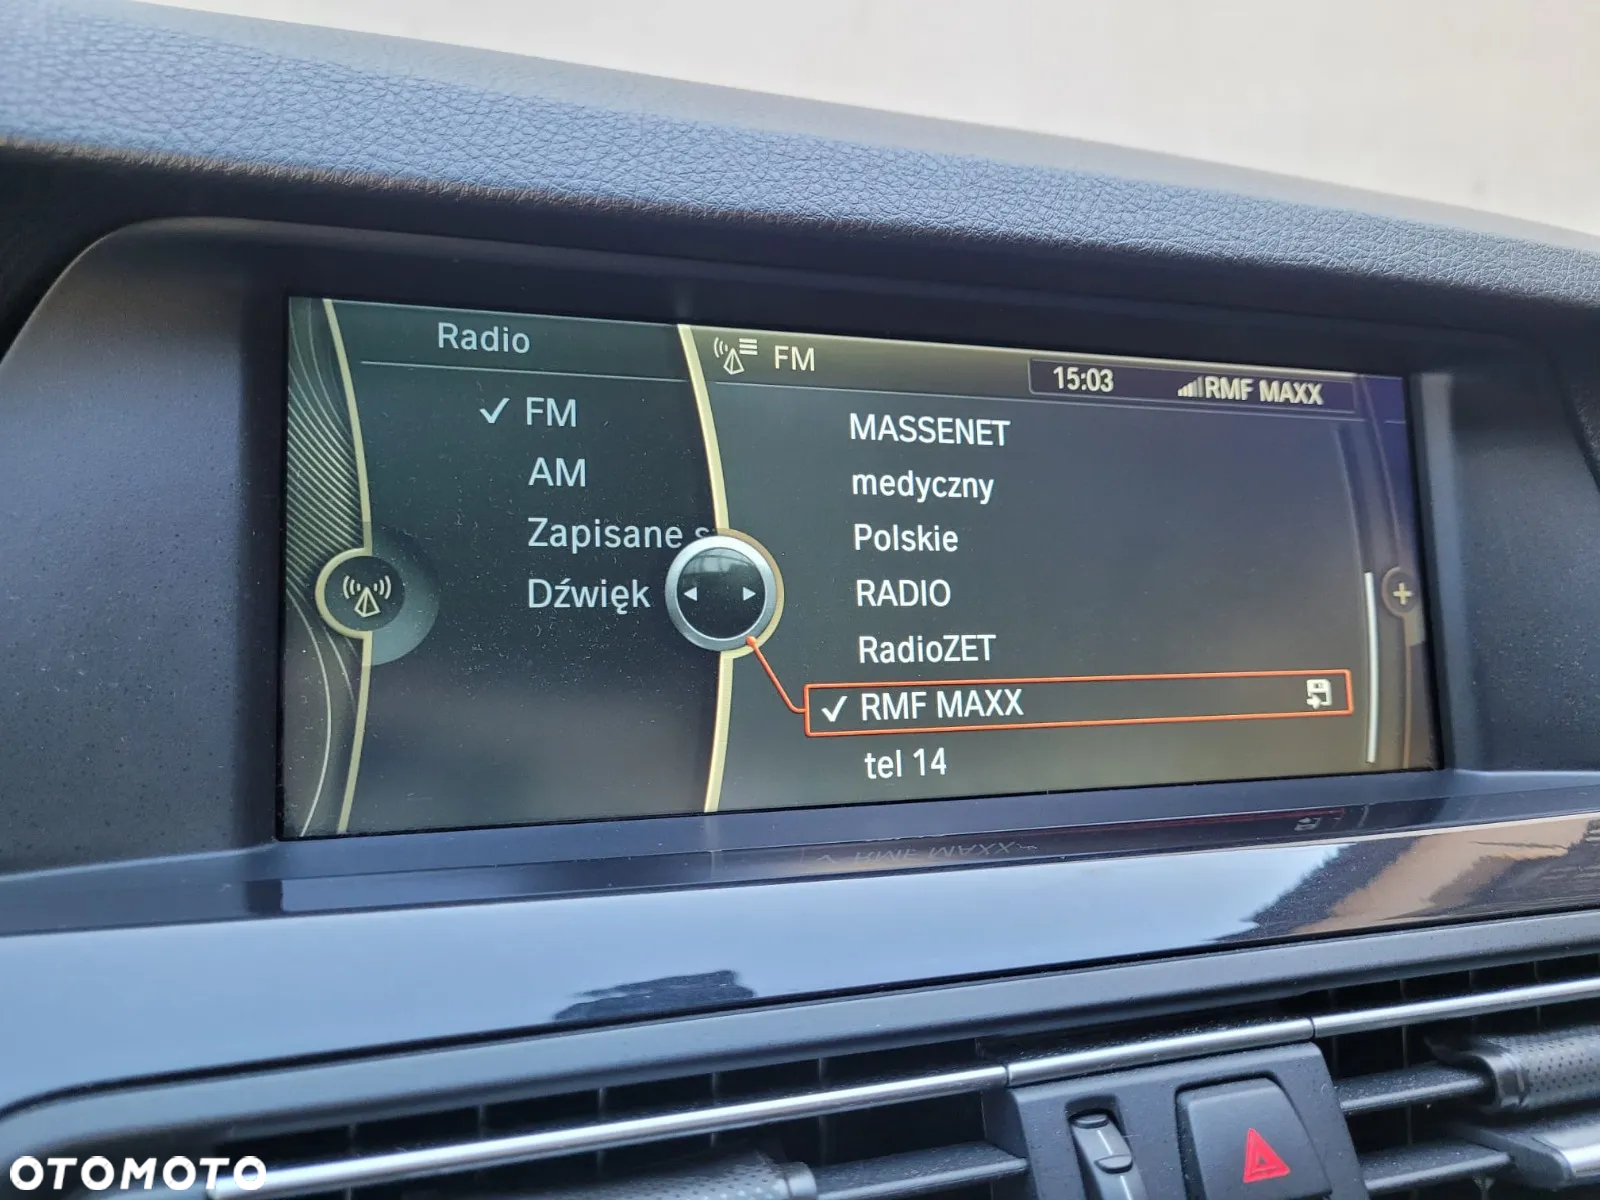 Radio
FM
AM
Zapisane s
Dźwięk
FM
15:03
RMF MAXX
MASSENET
medyczny
Polskie
RADIO
RadioZET
RMF MAXX
tel 14
OTOMOTO